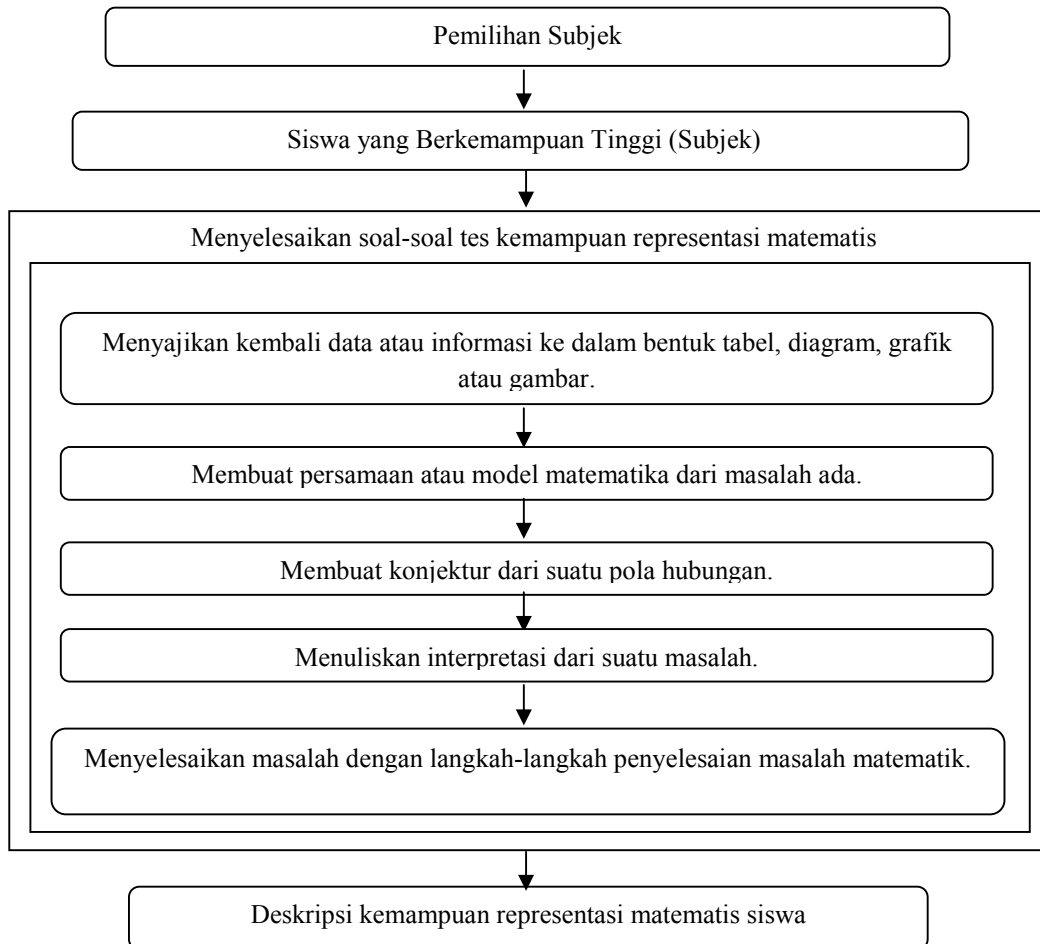 Pemilihan Subjek
Siswa yang Berkemampuan Tinggi (Subjek)
Menyelesaikan soal-soal tes kemampuan representasi matematis
Menyajikan kembali data atau informasi ke dalam bentuk tabel, diagram, grafik
atau gambar.
Membuat persamaan atau model matematika dari masalah ada.
Membuat konjektur dari suatu pola hubungan.
Menuliskan interpretasi dari suatu masalah.
Menyelesaikan masalah dengan langkah-langkah penyelesaian masalah matematik.
Deskripsi kemampuan representasi matematis siswa